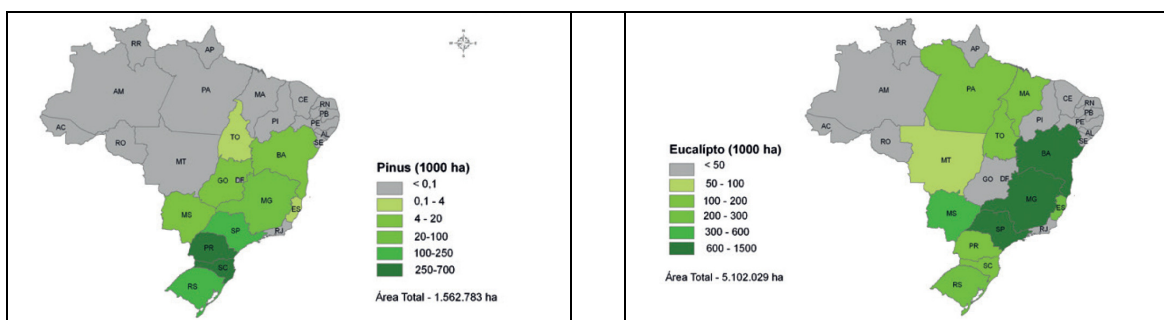 RR
AP
AM
PA
MA
CE
RN
PB
PE
AL
SE
PI
AC
RO
TO
MT
BA
GO
DF
MG
ES
MS
SP
RJ
PR
SC
RS
Pinus (1000 ha)
< 0,1
0,1 - 4
4 - 20
20-100
100-250
250-700
Área Total - 1.562.783 ha
RR
AP
AM
PA
MA
CE
RN
PB
PE
AL
SE
PI
AC
RO
TO
MT
BA
GO
DF
MG
ES
MS
SP
RJ
PR
SC
RS
Eucalípto (1000 ha)
< 50
50 - 100
100 - 200
200 - 300
300 - 600
600 - 1500
Área Total - 5.102.029 ha